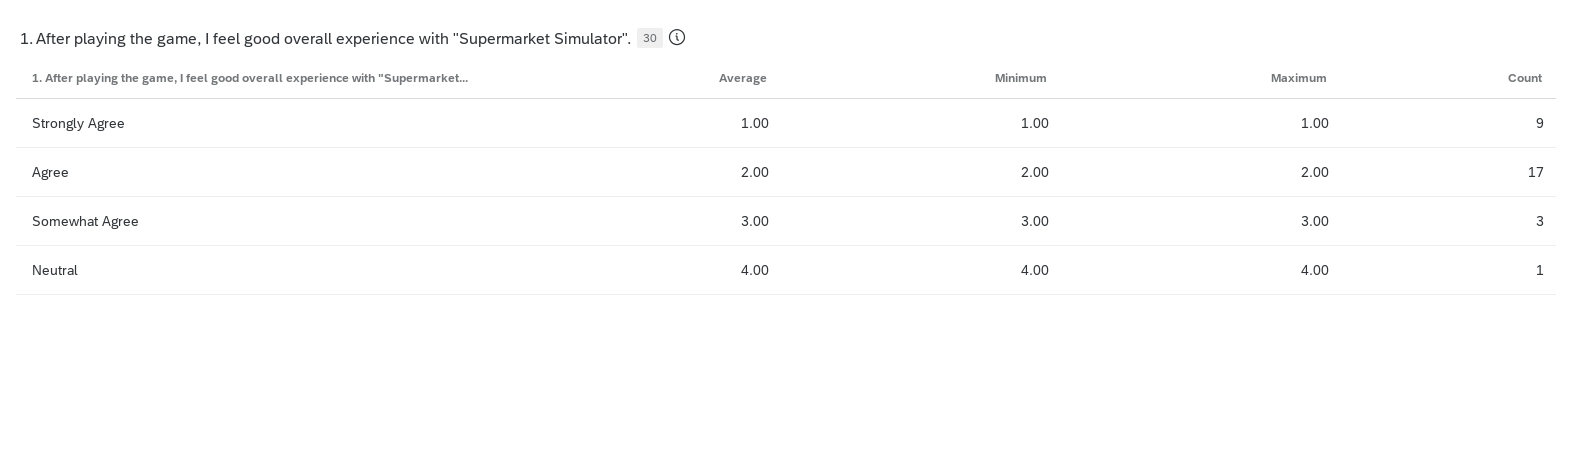 1. After playing the game, I feel good overall experience with "Supermarket Simulator". 30
1. After playing the game, I feel good overall experience with "Supermarket... Average Minimum Maximum Count
Strongly Agree 1.00 1.00 1.00 9
Agree 2.00 2.00 2.00 17
Somewhat Agree 3.00 3.00 3.00 3
Neutral 4.00 4.00 4.00 1